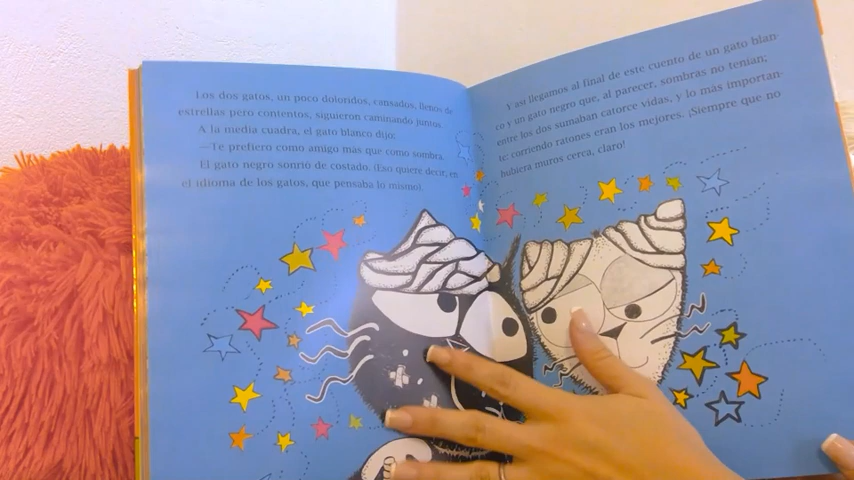 Los dos gatos, un poco doloridos, cansados, llenos de
estrellas pero contentos, siguieron caminando juntos.
A la media cuadra, el gato blanco dijo:
—Te prefiero como amigo más que como sombra.
El gato negro sonrió de costado. (Eso quiere decir, en
el idioma de los gatos, que pensaba lo mismo).
Y así llegamos al final de este cuento de un gato blan-
co y un gato negro que, al parecer, sombras no tenían;
entre los dos sumaban catorce vidas, y lo más importan-
te: corriendo ratones eran los mejores. ¡Siempre que no
hubiera muros cerca, claro!